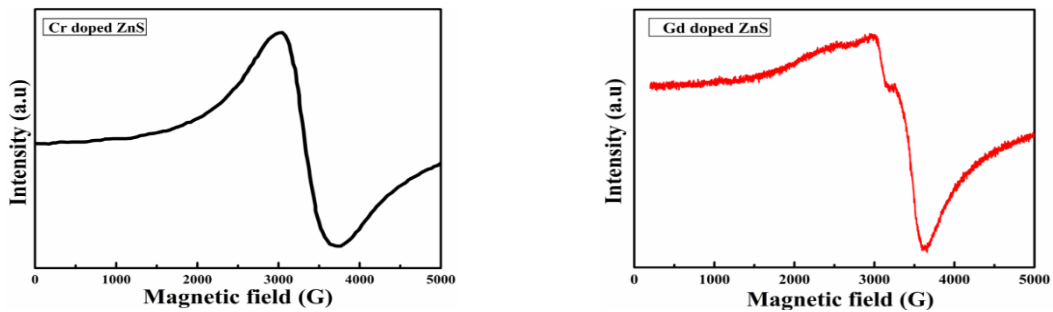 Cr doped ZnS
Intensity (a.u)
0 1000 2000 3000 4000 5000
Magnetic field (G)
Gd doped ZnS
Intensity (a.u)
0 1000 2000 3000 4000 5000
Magnetic field (G)